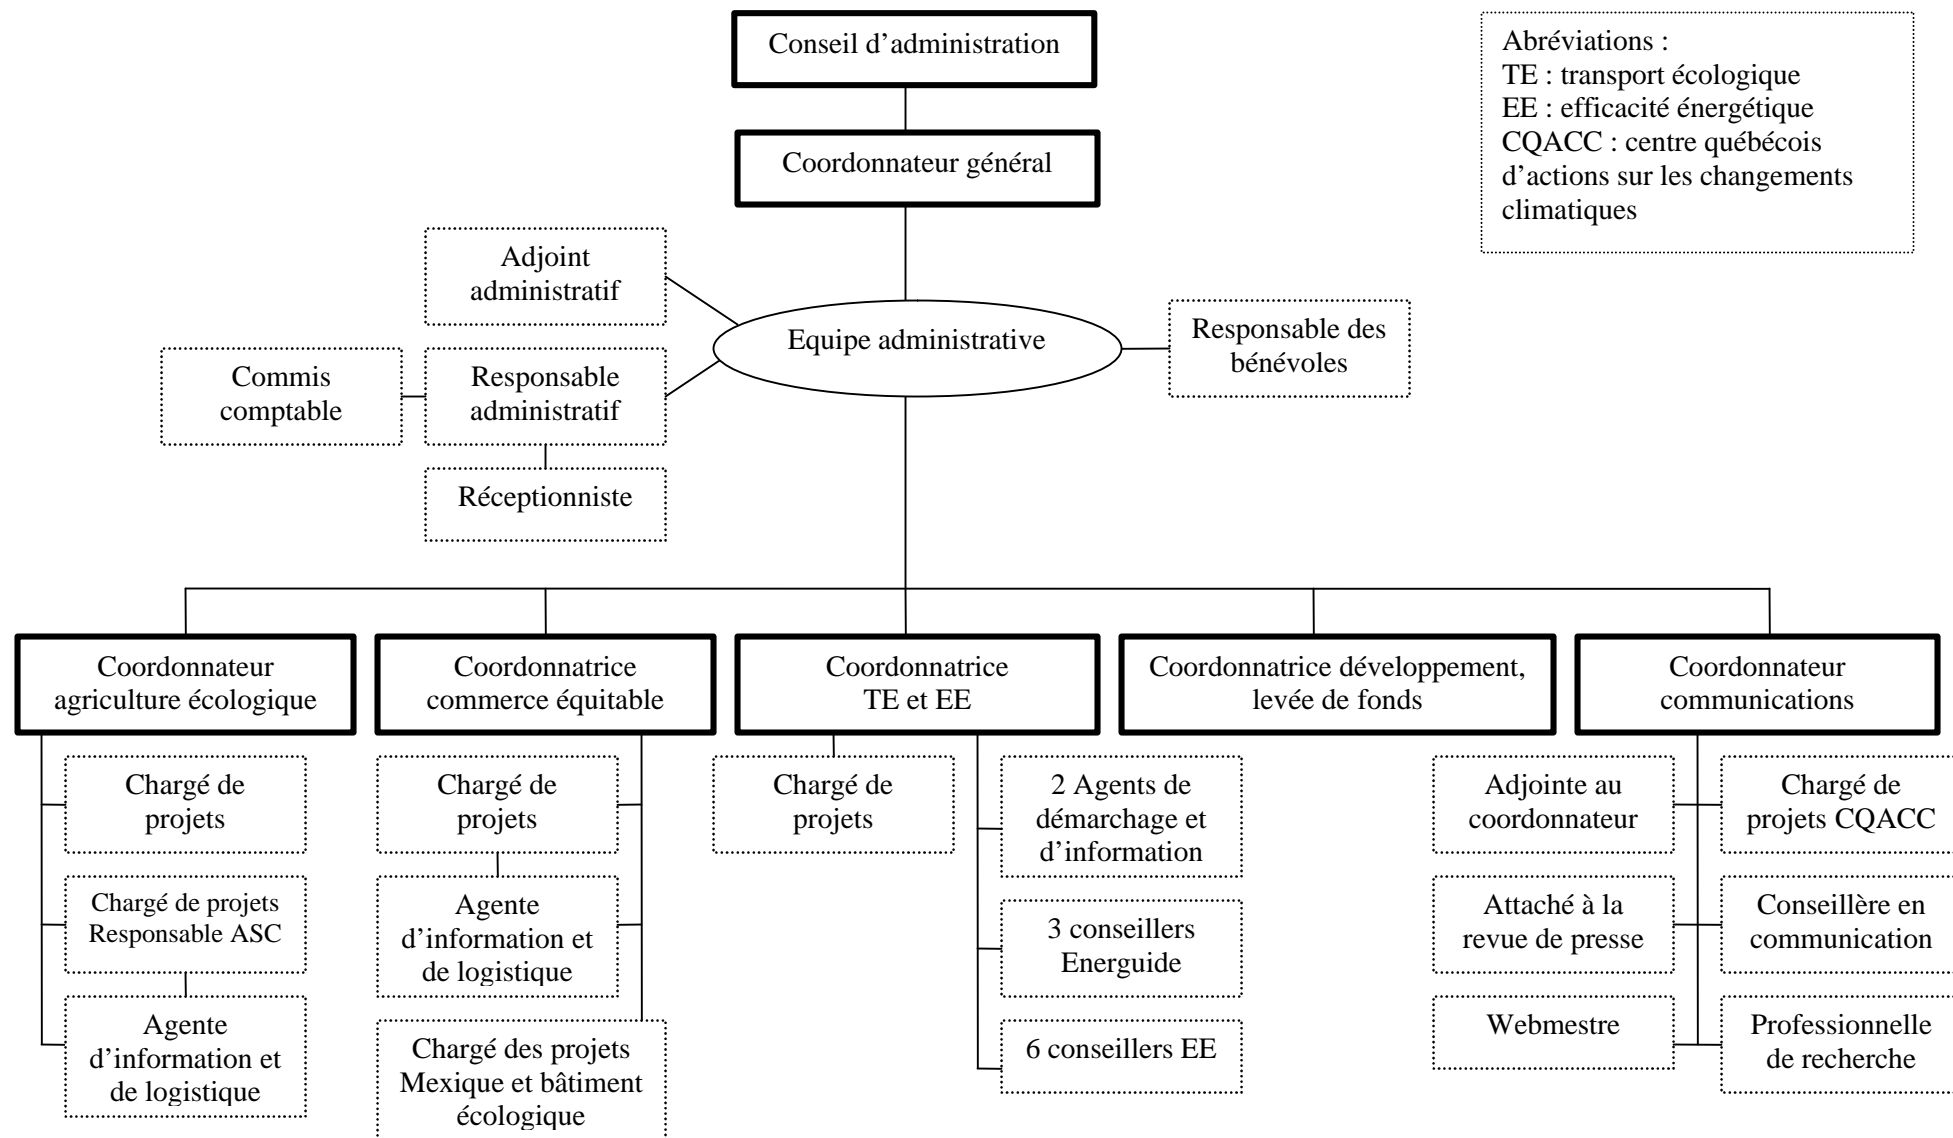 Conseil d’administration
Abréviations :
TE : transport écologique
EE : efficacité énergétique
CQACC : centre québécois
d’actions sur les changements
climatiques
Coordonnateur général
Adjoint
administratif
Equipe administrative
Responsable des
bénévoles
Commis
comptable
Responsable
administratif
Réceptionniste
Coordonnateur
agriculture écologique
Coordonnatrice
commerce équitable
Coordonnatrice
TE et EE
Coordonnatrice développement,
levée de fonds
Coordonnateur
communications
Chargé de
projets
Chargé de projets
Responsable ASC
Agente
d’information et
de logistique
Chargé de
projets
Agente
d’information et
de logistique
Chargé des projets
Mexique et bâtiment
écologique
Chargé de
projets
2 Agents de
démarchage et
d’information
3 conseillers
Energuide
6 conseillers EE
Adjointe au
coordonnateur
Chargé de
projets CQACC
Attaché à la
revue de presse
Conseillère en
communication
Webmestre
Professionnelle
de recherche